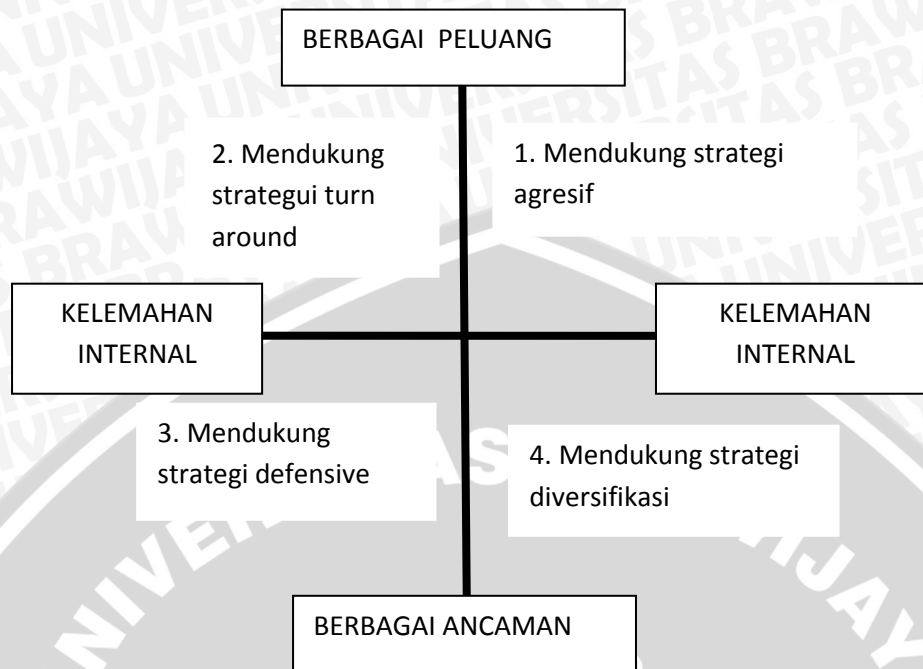 BERBAGAI PELUANG
2. Mendukung
strategui turn
around
1. Mendukung strategi
agresif
KELEMAHAN
INTERNAL
KELEMAHAN
INTERNAL
3. Mendukung
strategi defensive
4. Mendukung strategi
diversifikasi
BERBAGAI ANCAMAN